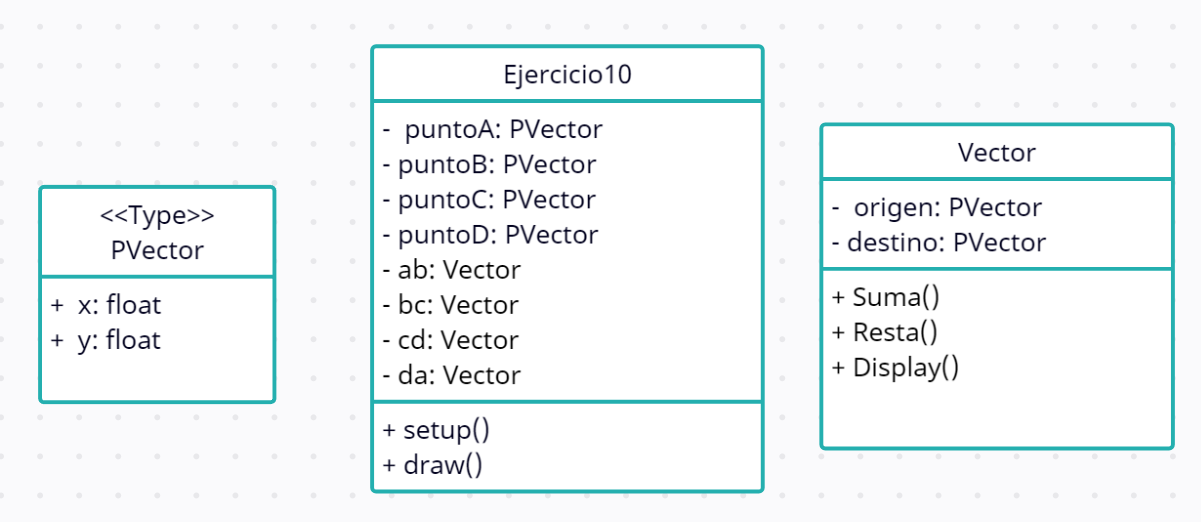 <<Type>>
PVector
+ x: float
+ y: float
Ejercicio10
- puntoA: PVector
- puntoB: PVector
- puntoC: PVector
- puntoD: PVector
- ab: Vector
- bc: Vector
- cd: Vector
- da: Vector
+ setup()
+ draw()
Vector
- origen: PVector
- destino: PVector
+ Suma()
+ Resta()
+ Display()